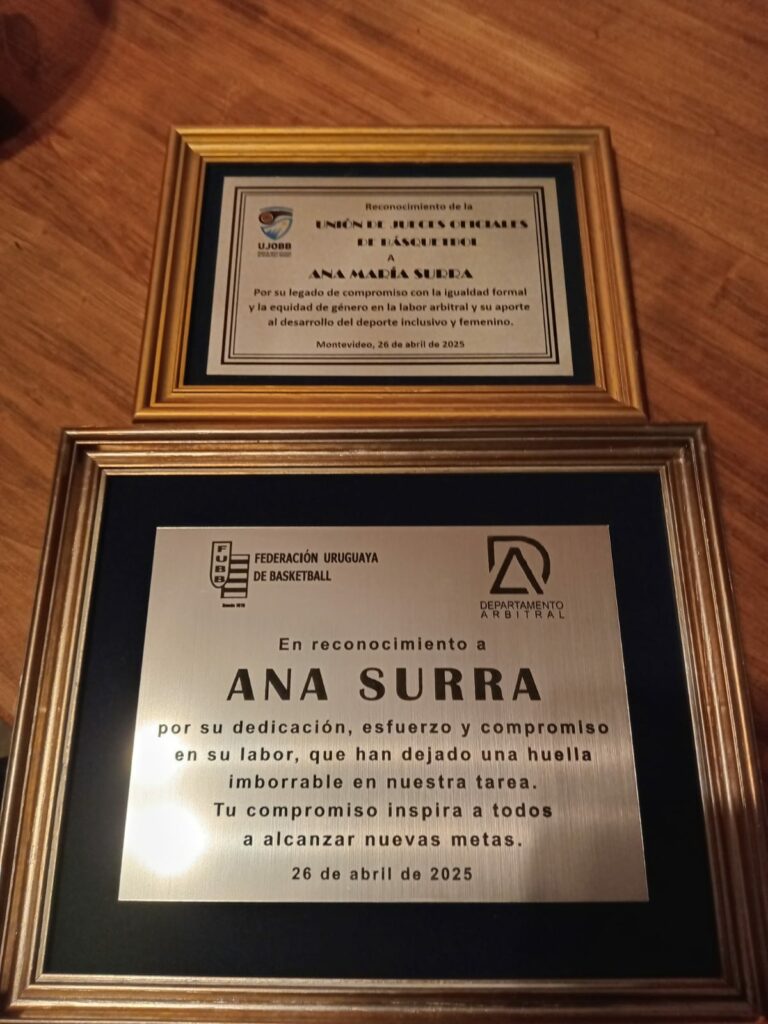 Reconocimiento de la
UNIÓN DE JUECES OFICIALES
DE BÁSQUETBOL
UJOBB
A
ANA MARÍA SURRA
Por su legado de compromiso con la igualdad formal
y la equidad de género en la labor arbitral y su aporte
al desarrollo del deporte inclusivo y femenino.
Montevideo, 26 de abril de 2025
FUBB
FEDERACIÓN URUGUAYA
DE BASKETBALL
DEPARTAMENTO
ARBITRAL
En reconocimiento a
ANA SURRA
por su dedicación, esfuerzo y compromiso
en su labor, que han dejado una huella
imborrable en nuestra tarea.
Tu compromiso inspira a todos
a alcanzar nuevas metas.
26 de abril de 2025